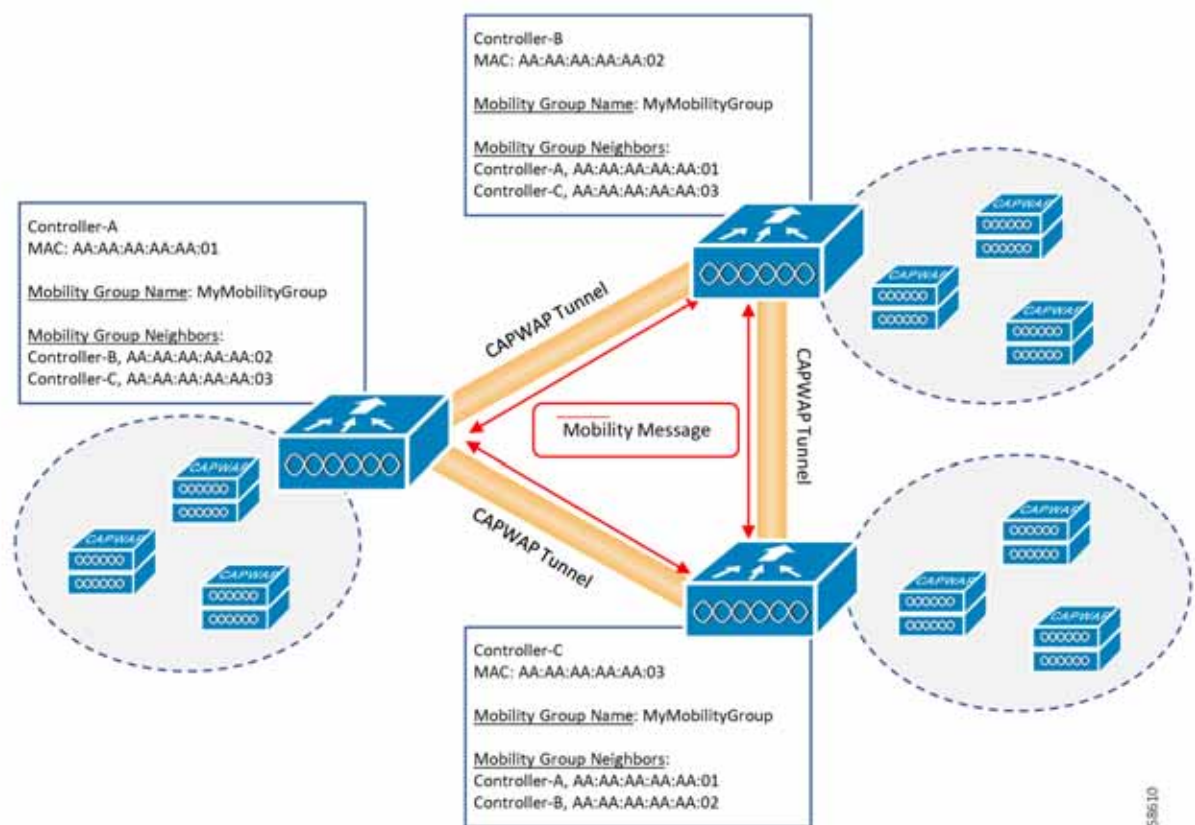 Controller-B
MAC: AA:AA:AA:AA:AA:02
Mobility Group Name: MyMobilityGroup
Mobility Group Neighbors:
Controller-A, AA:AA:AA:AA:AA:01
Controller-C, AA:AA:AA:AA:AA:03
Controller-A
MAC: AA:AA:AA:AA:AA:01
Mobility Group Name: MyMobilityGroup
Mobility Group Neighbors:
Controller-B, AA:AA:AA:AA:AA:02
Controller-C, AA:AA:AA:AA:AA:03
CAPWAP
CAPWAP
CAPWAP
CAPWAP Tunnel
CAPWAP Tunnel
Mobility Message
CAPWAP Tunnel
CAPWAP
CAPWAP
CAPWAP
CAPWAP
CAPWAP
CAPWAP
Controller-C
MAC: AA:AA:AA:AA:AA:03
Mobility Group Name: MyMobilityGroup
Mobility Group Neighbors:
Controller-A, AA:AA:AA:AA:AA:01
Controller-B, AA:AA:AA:AA:AA:02